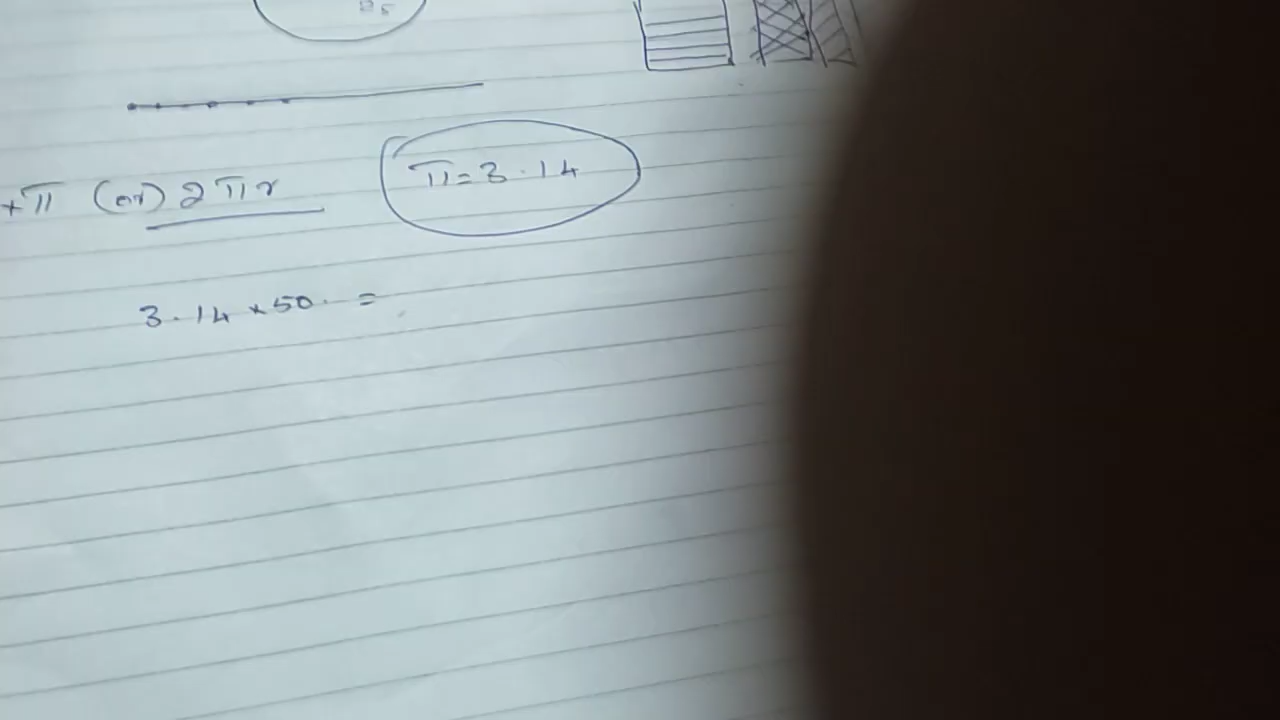 +π (or) 2πr
π=3.14
3.14×50. =